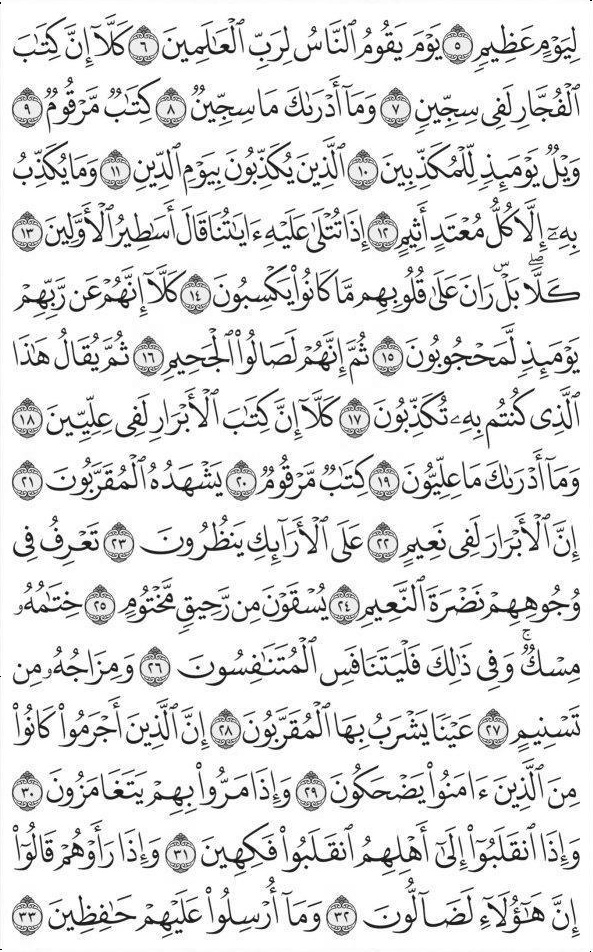 لِيَوْمٍ عَظِيمٍ ٥ يَوْمَ يَقُومُ ٱلنَّاسُ لِرَبِّ ٱلْعَـٰلَمِينَ ٦ كَلَّآ إِنَّ كِتَـٰبَ
ٱلْفُجَّارِ لَفِى سِجِّينٍ ٧ وَمَآ أَدْرَىٰكَ مَا سِجِّينٌ ٨ كِتَـٰبٌ مَّرْقُومٌ ٩
وَيْلٌ يَوْمَئِذٍ لِّلْمُكَذِّبِينَ ١٠ ٱلَّذِينَ يُكَذِّبُونَ بِيَوْمِ ٱلدِّينِ ١١ وَمَا يُكَذِّبُ
بِهِۦٓ إِلَّا كُلُّ مُعْتَدٍ أَثِيمٍ ١٢ إِذَا تُتْلَىٰ عَلَيْهِ ءَايَـٰتُنَا قَالَ أَسَـٰطِيرُ ٱلْأَوَّلِينَ ١٣
كَلَّا ۖ بَلْ ۜ رَانَ عَلَىٰ قُلُوبِهِم مَّا كَانُوا۟ يَكْسِبُونَ ١٤ كَلَّآ إِنَّهُمْ عَن رَّبِّهِمْ
يَوْمَئِذٍ لَّمَحْجُوبُونَ ١٥ ثُمَّ إِنَّهُمْ لَصَالُوا۟ ٱلْجَحِيمِ ١٦ ثُمَّ يُقَالُ هَـٰذَا
ٱلَّذِى كُنتُم بِهِۦ تُكَذِّبُونَ ١٧ كَلَّآ إِنَّ كِتَـٰبَ ٱلْأَبْرَارِ لَفِى عِلِّيِّينَ ١٨
وَمَآ أَدْرَىٰكَ مَا عِلِّيُّونَ ١٩ كِتَـٰبٌ مَّرْقُومٌ ٢٠ يَشْهَدُهُ ٱلْمُقَرَّبُونَ ٢١
إِنَّ ٱلْأَبْرَارَ لَفِى نَعِيمٍ ٢٢ عَلَى ٱلْأَرَآئِكِ يَنظُرُونَ ٢٣ تَعْرِفُ فِى
وُجُوهِهِمْ نَضْرَةَ ٱلنَّعِيمِ ٢٤ يُسْقَوْنَ مِن رَّحِيقٍ مَّخْتُومٍ ٢٥ خِتَـٰمُهُۥ
مِسْكٌ ۚ وَفِى ذَٰلِكَ فَلْيَتَنَافَسِ ٱلْمُتَنَـٰفِسُونَ ٢٦ وَمِزَاجُهُۥ مِن
تَسْنِيمٍ ٢٧ عَيْنًا يَشْرَبُ بِهَا ٱلْمُقَرَّبُونَ ٢٨ إِنَّ ٱلَّذِينَ أَجْرَمُوا۟ كَانُوا۟
مِنَ ٱلَّذِينَ ءَامَنُوا۟ يَضْحَكُونَ ٢٩ وَإِذَا مَرُّوا۟ بِهِمْ يَتَغَامَزُونَ ٣٠
وَإِذَا ٱنقَلَبُوٓا۟ إِلَىٰٓ أَهْلِهِمُ ٱنقَلَبُوا۟ فَكِهِينَ ٣١ وَإِذَا رَأَوْهُمْ قَالُوٓا۟
إِنَّ هَـٰٓؤُلَآءِ لَضَآلُّونَ ٣٢ وَمَآ أُرْسِلُوا۟ عَلَيْهِمْ حَـٰفِظِينَ ٣٣